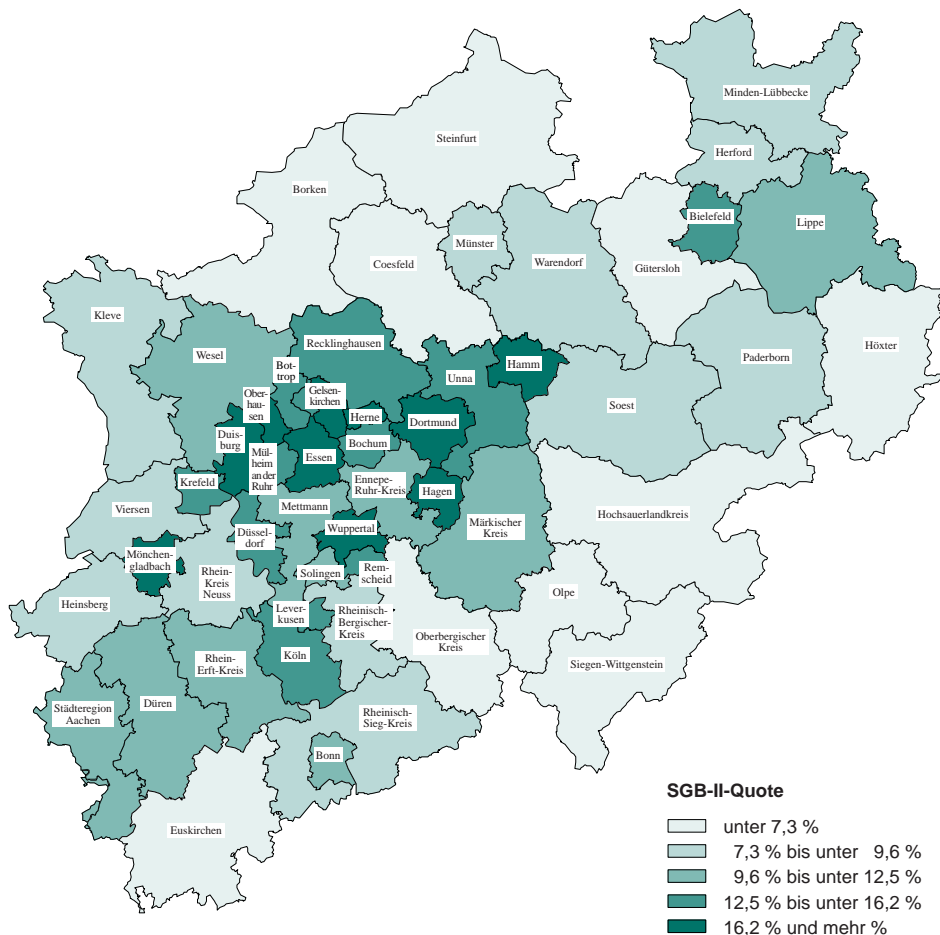 Minden-Lübbecke
Steinfurt
Herford
Borken
Bielefeld
Lippe
Münster
Warendorf
Coesfeld
Gütersloh
Kleve
Höxter
Recklinghausen
Wesel
Paderborn
Hamm
Bot-
trop
Unna
Gelsen-
kirchen
Soest
Ober-
hau-
sen
Herne
Dortmund
Duis-
burg
Bochum
Essen
Mülheim
an der
Ruhr
Krefeld
Ennepe-
Ruhr-Kreis
Hagen
Viersen
Mettmann
Hochsauerlandkreis
Märkischer
Kreis
Wuppertal
Düssel-
dorf
Mönchen-
gladbach
Rhein-
Kreis
Neuss
Solingen
Rem-
scheid
Olpe
Heinsberg
Lever-
kusen
Rheinisch-
Bergischer-
Kreis
Oberbergischer
Kreis
Köln
Rhein-
Erft-Kreis
Siegen-Wittgenstein
Städteregion
Aachen
Düren
Rheinisch-
Sieg-Kreis
Bonn
Euskirchen
SGB-II-Quote
unter 7,3 %
7,3 % bis unter 9,6 %
9,6 % bis unter 12,5 %
12,5 % bis unter 16,2 %
16,2 % und mehr %